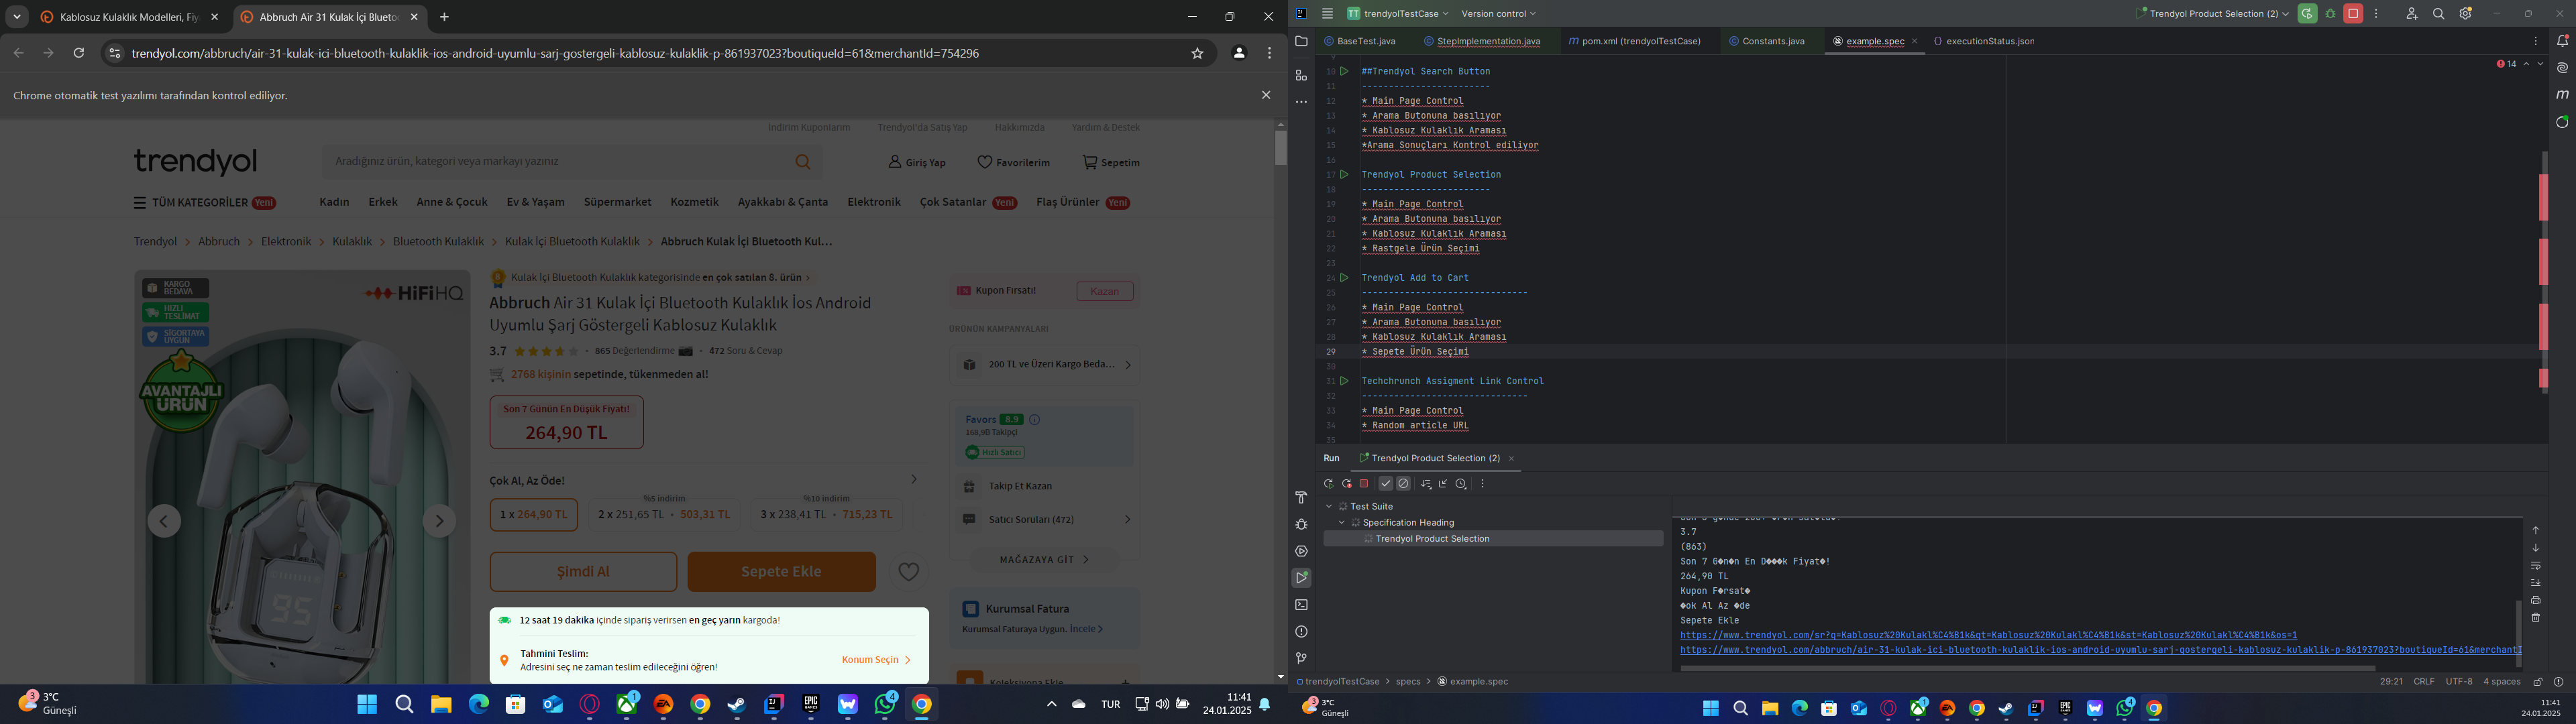 Kablosuz Kulaklık Modelleri, Fiy
Abbruch Air 31 Kulak İçi Bluetoo
trendyol.com/abbruch/air-31-kulak-ici-bluetooth-kulaklik-ios-android-uyumlu-sarj-gostergeli-kablosuz-kulaklik-p-861937023?boutiqueId=61&merchantId=754296
Chrome otomatik test yazılımı tarafından kontrol ediliyor.
İndirim Kuponlarım
Trendyol'da Satış Yap
Hakkımızda
Yardım & Destek
trendyol
Aradığınız ürün, kategori veya markayı yazınız
Giriş Yap
Favorilerim
Sepetim
TÜM KATEGORİLER Yeni
Kadın
Erkek
Anne & Çocuk
Ev & Yaşam
Süpermarket
Kozmetik
Ayakkabı & Çanta
Elektronik
Çok Satanlar Yeni
Flaş Ürünler Yeni
Trendyol > Abbruch > Elektronik > Kulaklık > Bluetooth Kulaklık > Kulak İçi Bluetooth Kulaklık > Abbruch Kulak İçi Bluetooth Kul...
KARGO
BEDAVA
HIZLI
TESLİMAT
SİGORTAYA
UYGUN
HiFi HQ
AVANTAJLI
ÜRÜN
95
Kulak İçi Bluetooth Kulaklık kategorisinde en çok satılan 8. ürün >
Abbruch Air 31 Kulak İçi Bluetooth Kulaklık İos Android
Uyumlu Şarj Göstergeli Kablosuz Kulaklık
3.7 • 865 Değerlendirme • 472 Soru & Cevap
2768 kişinin sepetinde, tükenmeden al!
Son 7 Günün En Düşük Fiyatı!
264,90 TL
Çok Al, Az Öde!
1 x 264,90 TL
%5 indirim
2 x 251,65 TL • 503,31 TL
%10 indirim
3 x 238,41 TL • 715,23 TL
Şimdi Al
Sepete Ekle
12 saat 19 dakika içinde sipariş verirsen en geç yarın kargoda!
Tahmini Teslim:
Adresini seç ne zaman teslim edileceğini öğren!
Konum Seçin
Kupon Fırsatı!
Kazan
ÜRÜNÜN KAMPANYALARI
200 TL ve Üzeri Kargo Beda...
Favors 8.9
168,9B Takipçi
Hızlı Satıcı
Takip Et Kazan
Satıcı Soruları (472)
MAĞAZAYA GİT
Kurumsal Fatura
Kurumsal Faturaya Uygun. İncele
Koleksiyona Ekle
3
3°C
Güneşli
1
4
TUR
11:41
24.01.2025
TT trendyolTestCase
Version control
Trendyol Product Selection (2)
BaseTest.java
StepImplementation.java
pom.xml (trendyolTestCase)
Constants.java
example.spec
executionStatus.json
14
9
10 ##Trendyol Search Button
11 ------------------------
12 * Main Page Control
13 * Arama Butonuna basılıyor
14 * Kablosuz Kulaklık Araması
15 *Arama Sonuçları Kontrol ediliyor
16
17 Trendyol Product Selection
18 ------------------------
19 * Main Page Control
20 * Arama Butonuna basılıyor
21 * Kablosuz Kulaklık Araması
22 * Rastgele Ürün Seçimi
23
24 Trendyol Add to Cart
25 -------------------------------
26 * Main Page Control
27 * Arama Butonuna basılıyor
28 * Kablosuz Kulaklık Araması
29 * Sepete Ürün Seçimi
30
31 Techchrunch Assigment Link Control
32 -------------------------------
33 * Main Page Control
34 * Random article URL
35
Run
Trendyol Product Selection (2)
Test Suite
Specification Heading
Trendyol Product Selection
3.7
(863)
Son 7 G�n�n En D���k Fiyat�!
264,90 TL
Kupon F�rsat�
�ok Al Az �de
Sepete Ekle
https://www.trendyol.com/sr?q=Kablosuz%20Kulakl%C4%B1k&qt=Kablosuz%20Kulakl%C4%B1k&st=Kablosuz%20Kulakl%C4%B1k&os=1
https://www.trendyol.com/abbruch/air-31-kulak-ici-bluetooth-kulaklik-ios-android-uyumlu-sarj-gostergeli-kablosuz-kulaklik-p-861937023?boutiqueId=61&merchantI
trendyolTestCase > specs > example.spec
29:21 CRLF UTF-8 4 spaces
3
3°C
Güneşli
1
4
11:41
24.01.2025